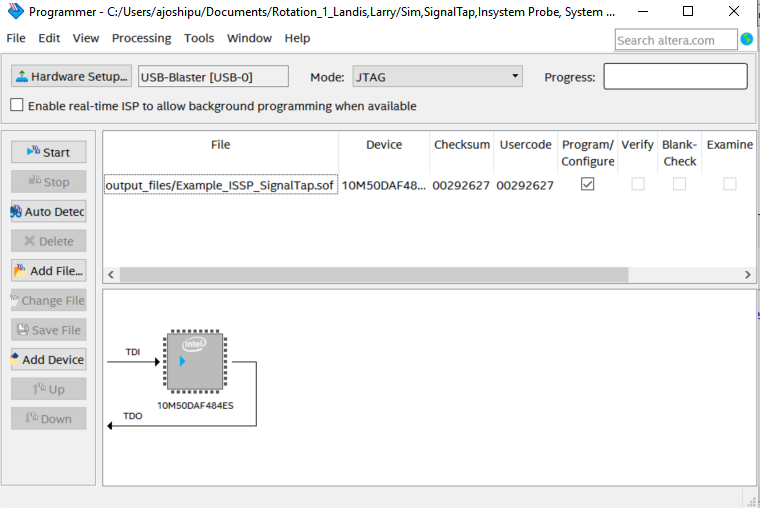 Programmer - C:/Users/ajoshipu/Documents/Rotation_1_Landis,Larry/Sim,SignalTap,Insystem Probe, System ...
File Edit View Processing Tools Window Help
Search altera.com
Hardware Setup... USB-Blaster [USB-0] Mode: JTAG Progress:
Enable real-time ISP to allow background programming when available
Start
Stop
Auto Detec
Delete
Add File...
Change File
Save File
Add Device
Up
Down
File Device Checksum Usercode Program/ Verify Blank- Examine
Configure Check
output_files/Example_ISSP_SignalTap.sof 10M50DAF48... 00292627 00292627
intel
TDI
10M50DAF484ES
TDO